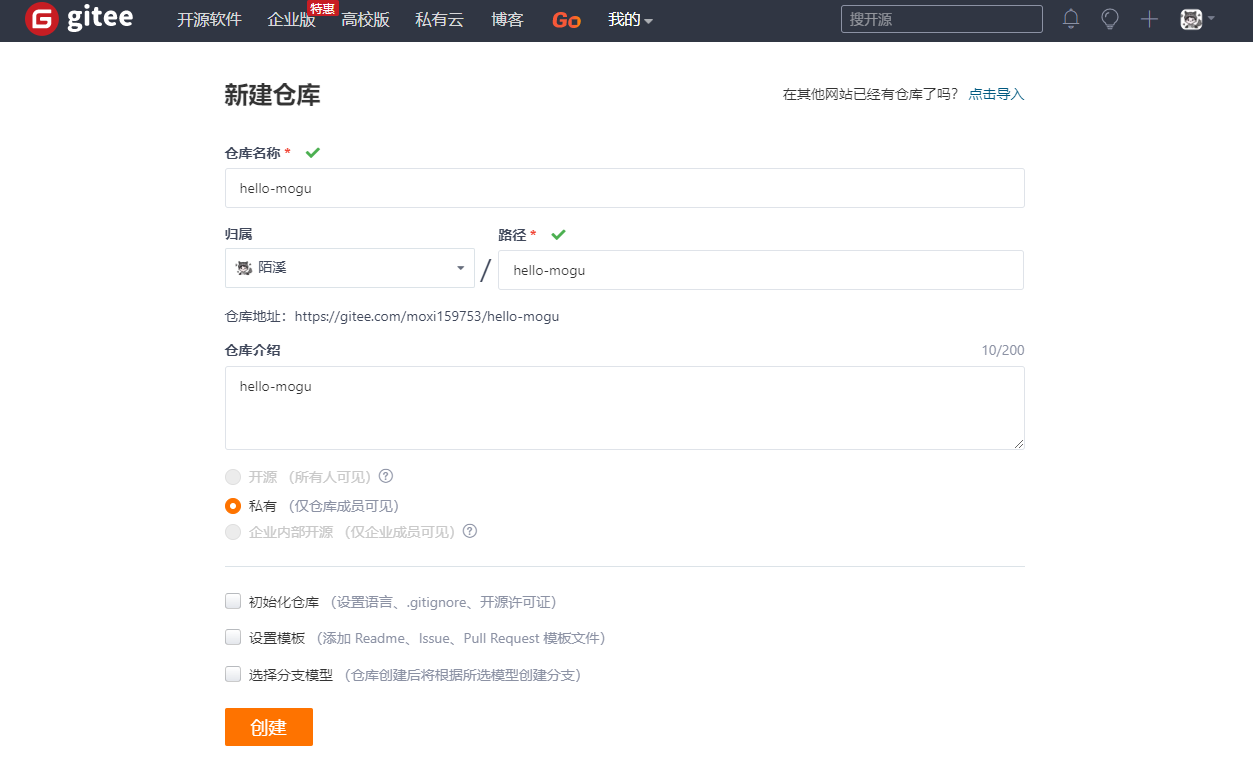 gitee 开源软件 企业版 特惠 高校版 私有云 博客 Go 我的 搜开源
新建仓库 在其他网站已经有仓库了吗？ 点击导入
仓库名称 *
hello-mogu
归属 路径 *
陌溪 / hello-mogu
仓库地址：https://gitee.com/moxi159753/hello-mogu
仓库介绍 10/200
hello-mogu
开源 （所有人可见） ?
私有 （仅仓库成员可见）
企业内部开源 （仅企业成员可见） ?
初始化仓库 （设置语言、.gitignore、开源许可证）
设置模板 （添加 Readme、Issue、Pull Request 模板文件）
选择分支模型 （仓库创建后将根据所选模型创建分支）
创建